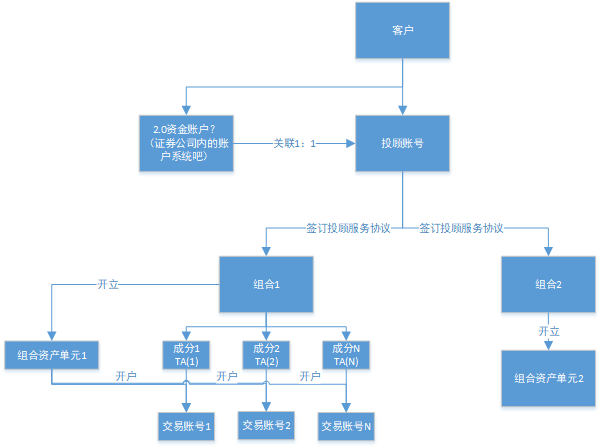 客户
2.0资金账户？
（证券公司内的账
户系统吧）
关联1：1
投顾账号
签订投顾服务协议
签订投顾服务协议
组合1
组合2
开立
开立
组合资产单元1
成分1
TA(1)
成分2
TA(2)
成分N
TA(N)
组合资产单元2
开户
开户
开户
交易账号1
交易账号2
交易账号N